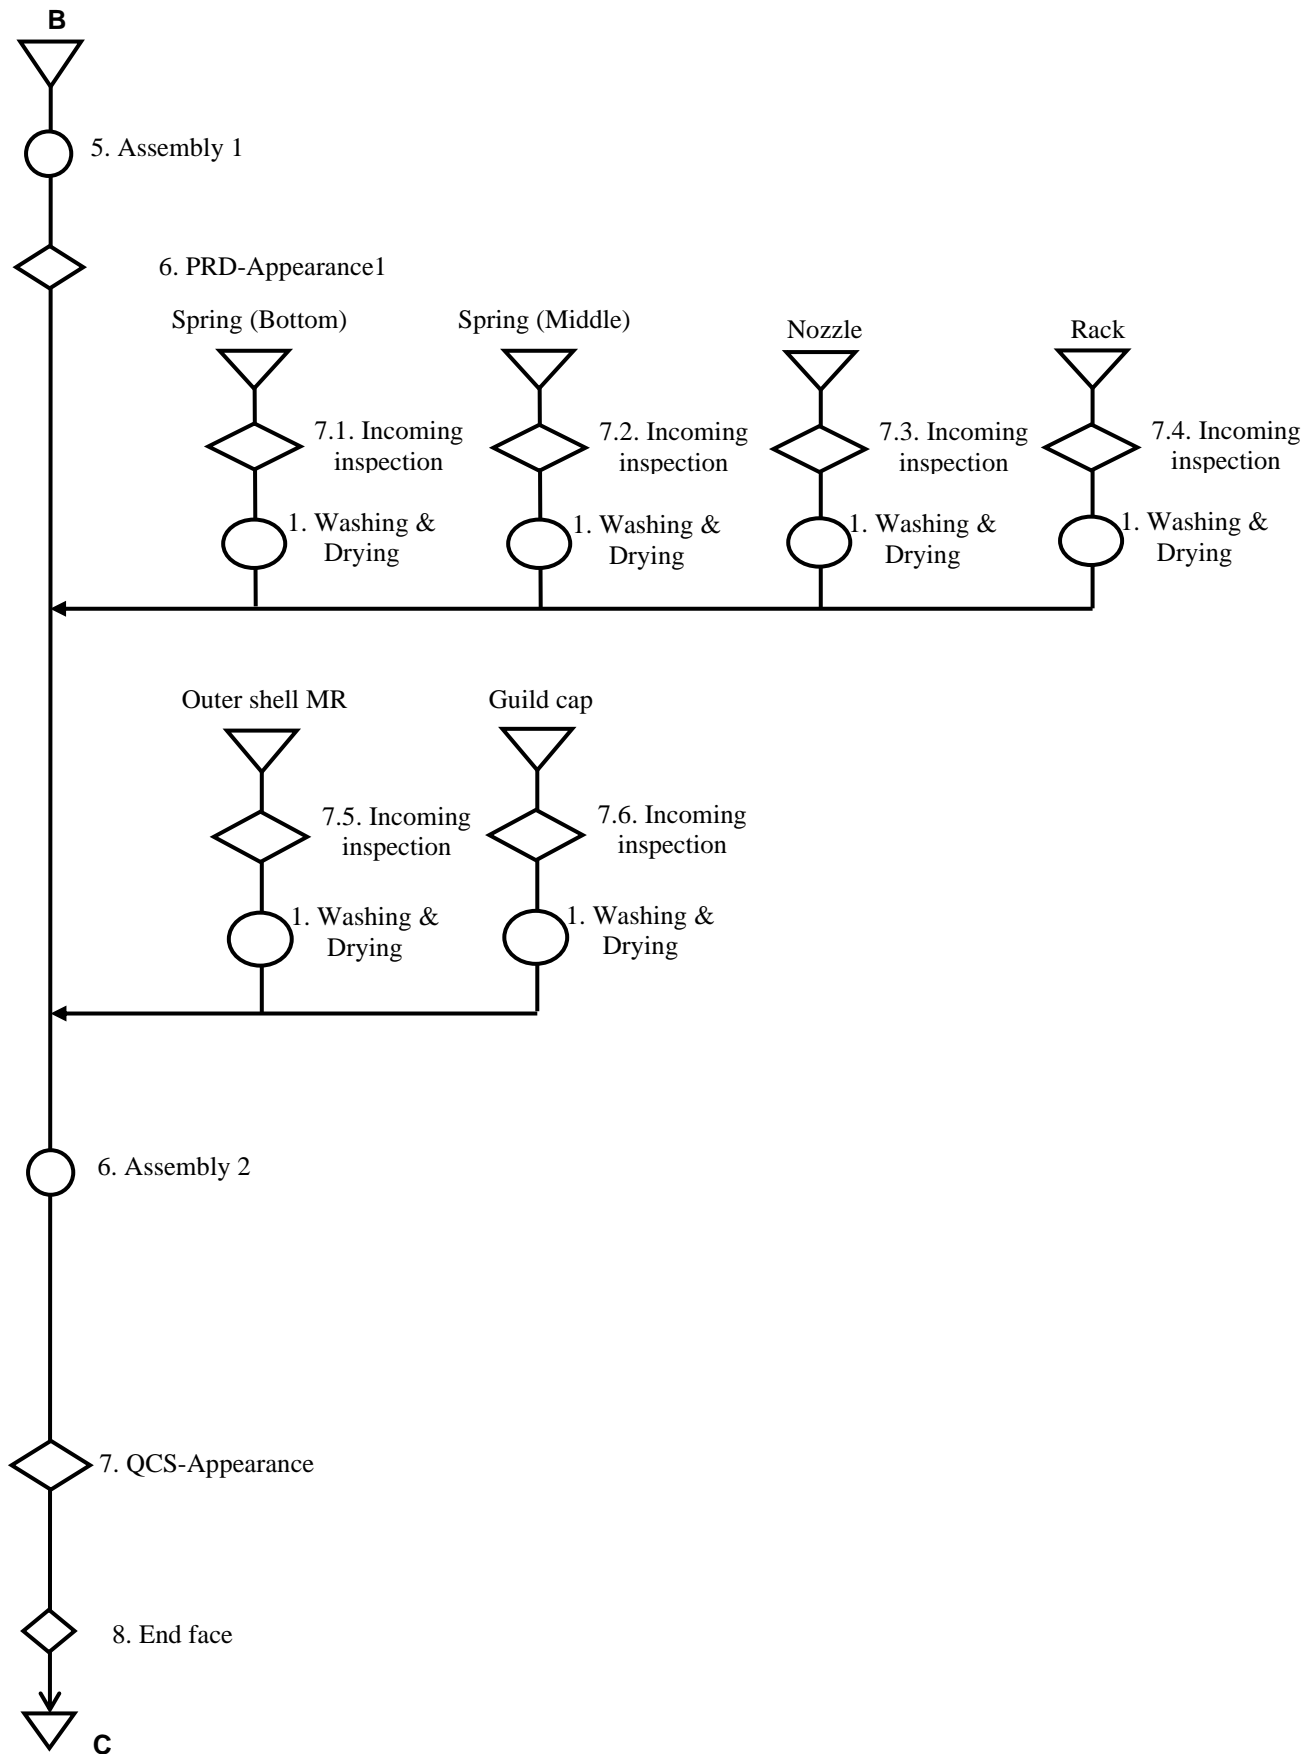 B
5. Assembly 1
6. PRD-Appearance1
Spring (Bottom)
Spring (Middle)
Nozzle
Rack
7.1. Incoming
inspection
7.2. Incoming
inspection
7.3. Incoming
inspection
7.4. Incoming
inspection
1. Washing &
Drying
1. Washing &
Drying
1. Washing &
Drying
1. Washing &
Drying
Outer shell MR
Guild cap
7.5. Incoming
inspection
7.6. Incoming
inspection
1. Washing &
Drying
1. Washing &
Drying
6. Assembly 2
7. QCS-Appearance
8. End face
C